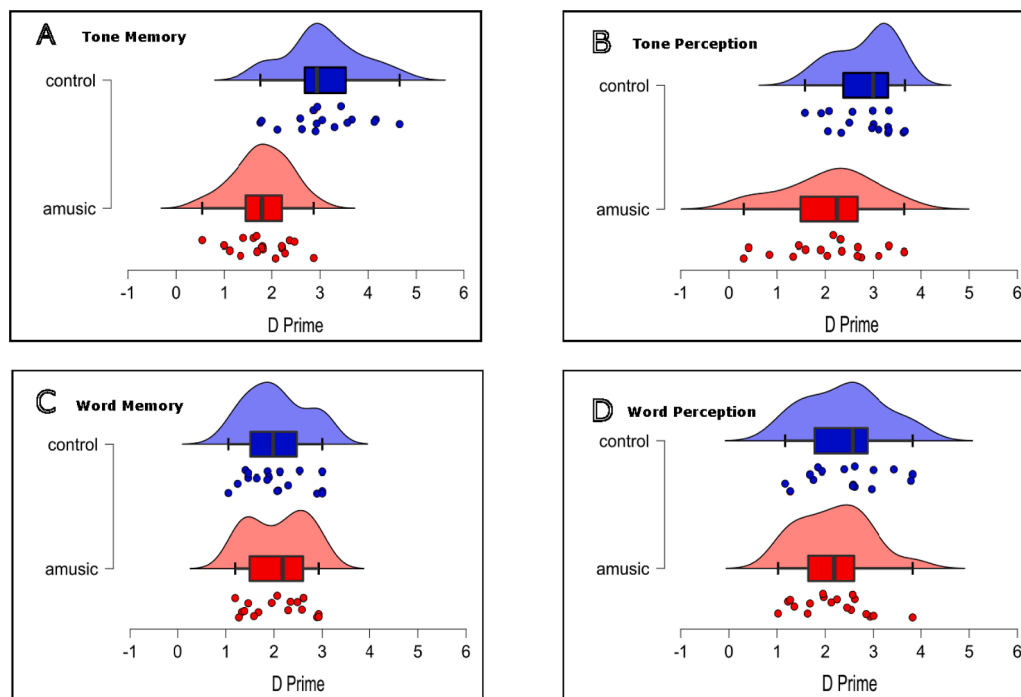 A Tone Memory
control
amusic
-1 0 1 2 3 4 5 6
D Prime
B Tone Perception
control
amusic
-1 0 1 2 3 4 5 6
D Prime
C Word Memory
control
amusic
-1 0 1 2 3 4 5 6
D Prime
D Word Perception
control
amusic
-1 0 1 2 3 4 5 6
D Prime